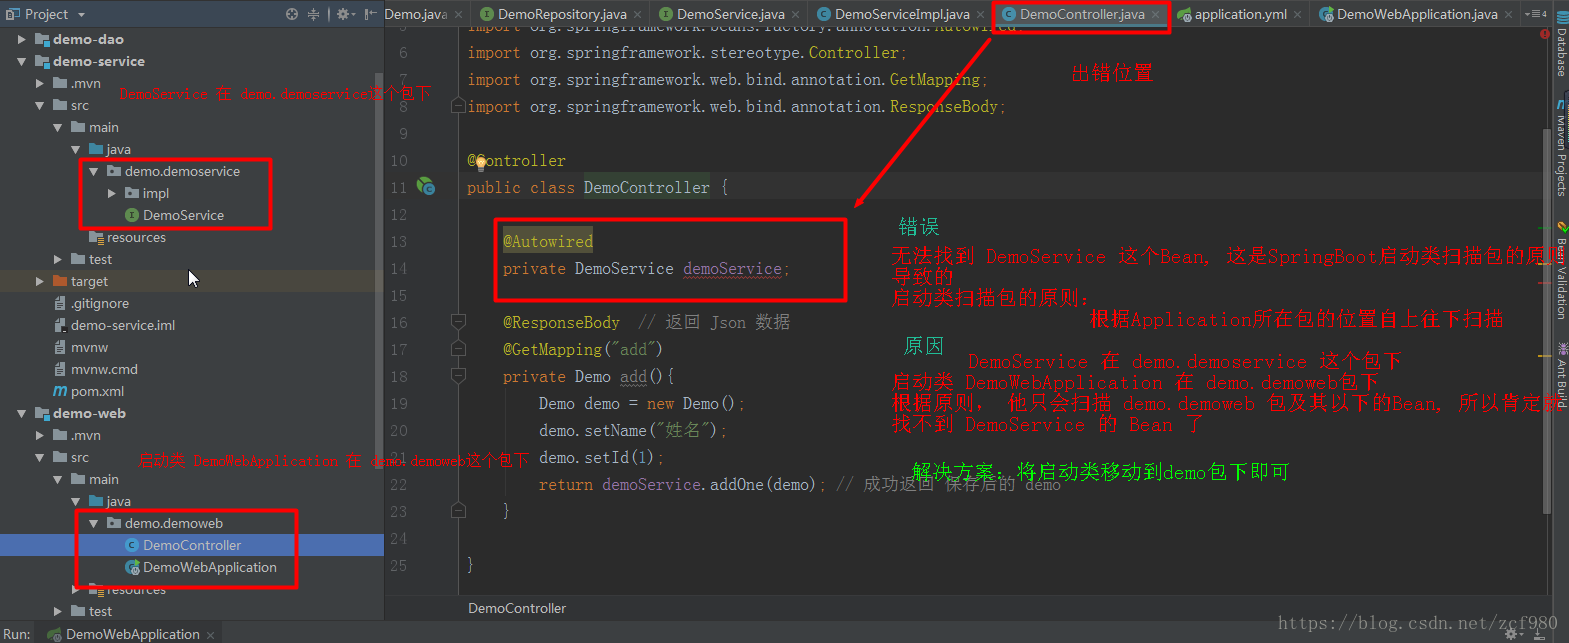 Project
Demo.java
DemoRepository.java
DemoService.java
DemoServiceImpl.java
DemoController.java
application.yml
DemoWebApplication.java
demo-dao
demo-service
.mvn
DemoService 在 demo.demoservice这个包下
src
main
java
demo.demoservice
impl
DemoService
resources
test
target
.gitignore
demo-service.iml
mvnw
mvnw.cmd
pom.xml
demo-web
.mvn
src
启动类 DemoWebApplication 在 demo.demoweb这个包下
main
java
demo.demoweb
DemoController
DemoWebApplication
resources
test
import org.springframework.beans.factory.annotation.Autowired;
6 import org.springframework.stereotype.Controller;
7 import org.springframework.web.bind.annotation.GetMapping;
8 import org.springframework.web.bind.annotation.ResponseBody;
9
10 @Controller
11 public class DemoController {
12
13 @Autowired
14 private DemoService demoService;
15
16 @ResponseBody // 返回 Json 数据
17 @GetMapping("add")
18 private Demo add(){
19 Demo demo = new Demo();
20 demo.setName("姓名");
21 demo.setId(1);
22 return demoService.addOne(demo); // 成功返回 保存后的 demo
23 }
24
25 }
出错位置
错误
无法找到 DemoService 这个Bean, 这是SpringBoot启动类扫描包的原则
导致的
启动类扫描包的原则:
根据Application所在包的位置自上往下扫描
原因
DemoService 在 demo.demoservice 这个包下
启动类 DemoWebApplication 在 demo.demoweb包下
根据原则, 他只会扫描 demo.demoweb 包及其以下的Bean, 所以肯定
找不到 DemoService 的 Bean 了
解决方案: 将启动类移动到demo包下即可
DemoController
Database
Maven Projects
Bean Validation
Ant Build
Run: DemoWebApplication
https://blog.csdn.net/zcf980